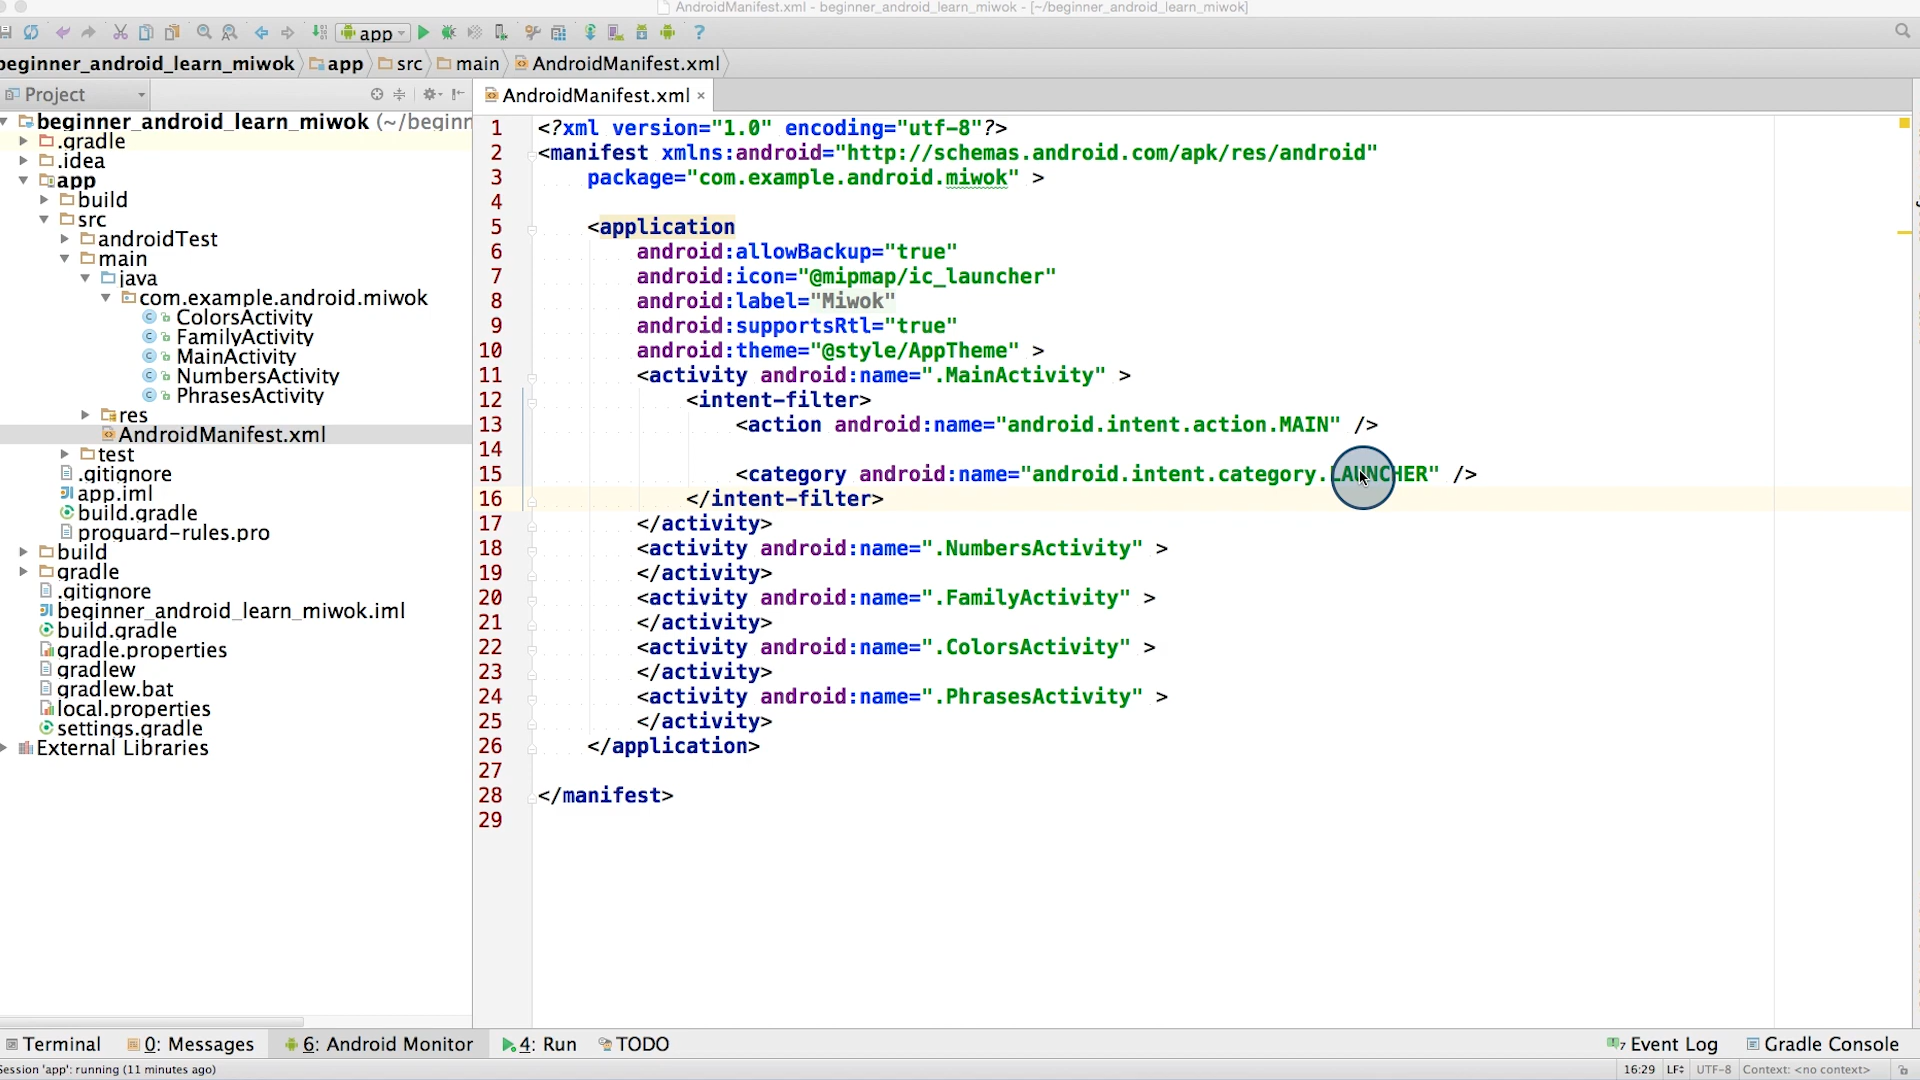 AndroidManifest.xml - beginner_android_learn_miwok - [~/beginner_android_learn_miwok]
app
?
beginner_android_learn_miwok app src main AndroidManifest.xml
Project
AndroidManifest.xml ×
beginner_android_learn_miwok (~/beginn
.gradle
.idea
app
build
src
androidTest
main
java
com.example.android.miwok
ColorsActivity
FamilyActivity
MainActivity
NumbersActivity
PhrasesActivity
res
AndroidManifest.xml
test
.gitignore
app.iml
build.gradle
proguard-rules.pro
build
gradle
.gitignore
beginner_android_learn_miwok.iml
build.gradle
gradle.properties
gradlew
gradlew.bat
local.properties
settings.gradle
External Libraries
1 <?xml version="1.0" encoding="utf-8"?>
2 <manifest xmlns:android="http://schemas.android.com/apk/res/android"
3 package="com.example.android.miwok" >
4
5 <application
6 android:allowBackup="true"
7 android:icon="@mipmap/ic_launcher"
8 android:label="Miwok"
9 android:supportsRtl="true"
10 android:theme="@style/AppTheme" >
11 <activity android:name=".MainActivity" >
12 <intent-filter>
13 <action android:name="android.intent.action.MAIN" />
14
15 <category android:name="android.intent.category.LAUNCHER" />
16 </intent-filter>
17 </activity>
18 <activity android:name=".NumbersActivity" >
19 </activity>
20 <activity android:name=".FamilyActivity" >
21 </activity>
22 <activity android:name=".ColorsActivity" >
23 </activity>
24 <activity android:name=".PhrasesActivity" >
25 </activity>
26 </application>
27
28 </manifest>
29
Terminal 0: Messages 6: Android Monitor 4: Run TODO Event Log Gradle Console
Session 'app': running (11 minutes ago) 16:29 LF UTF-8 Context: <no context>